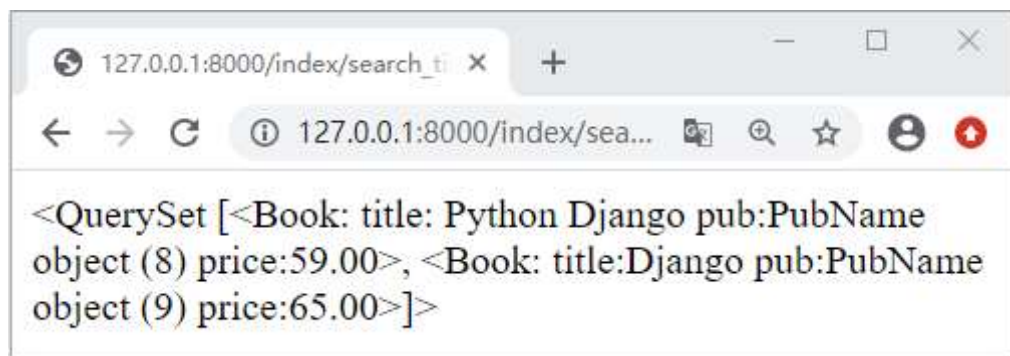 127.0.0.1:8000/index/search_ti
127.0.0.1:8000/index/sea...
<QuerySet [<Book: title: Python Django pub:PubName
object (8) price:59.00>, <Book: title:Django pub:PubName
object (9) price:65.00>]>